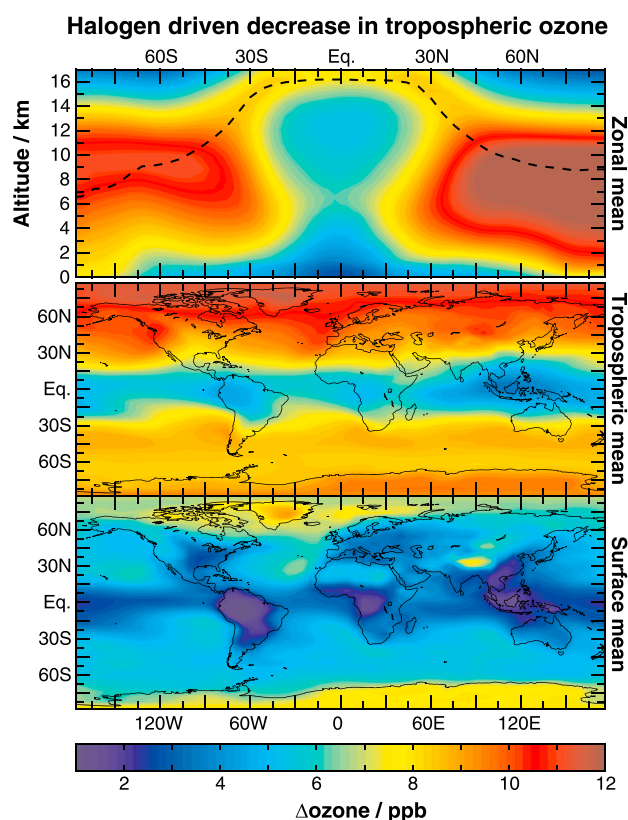 Halogen driven decrease in tropospheric ozone
60S 30S Eq. 30N 60N
16
14
12
10
8
6
4
2
0
Altitude / km
Zonal mean
60N
30N
Eq.
30S
60S
Tropospheric mean
60N
30N
Eq.
30S
60S
Surface mean
120W 60W 0 60E 120E
2 4 6 8 10 12
Δozone / ppb